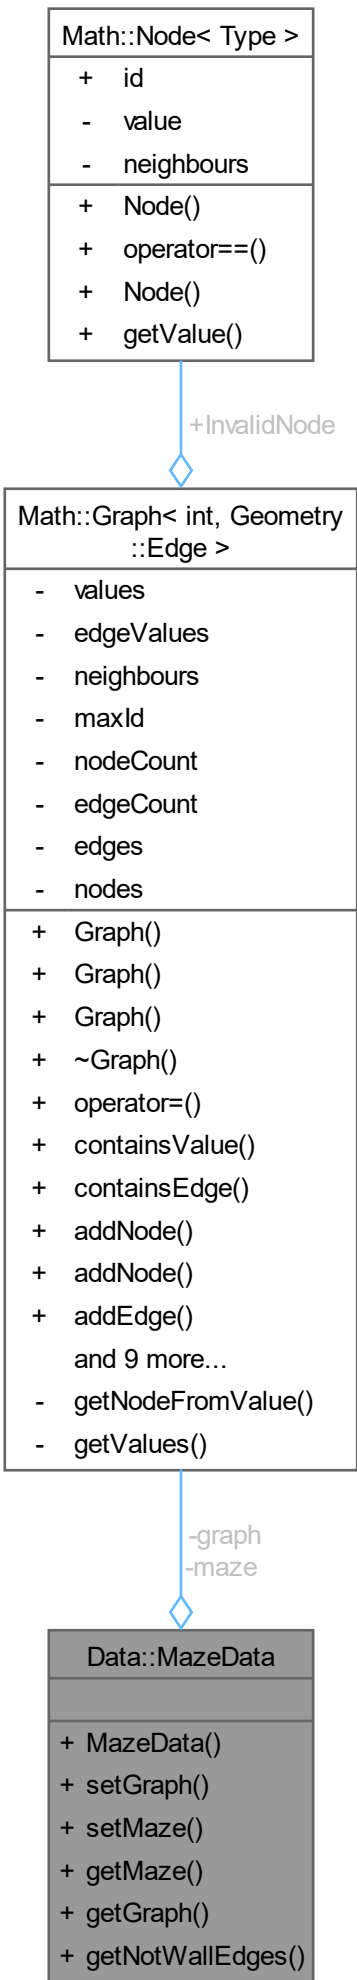 Math::Node< Type >
+ id
- value
- neighbours
+ Node()
+ operator==()
+ Node()
+ getValue()
+InvalidNode
Math::Graph< int, Geometry
::Edge >
- values
- edgeValues
- neighbours
- maxId
- nodeCount
- edgeCount
- edges
- nodes
+ Graph()
+ Graph()
+ Graph()
+ ~Graph()
+ operator=()
+ containsValue()
+ containsEdge()
+ addNode()
+ addNode()
+ addEdge()
and 9 more...
- getNodeFromValue()
- getValues()
-graph
-maze
Data::MazeData
+ MazeData()
+ setGraph()
+ setMaze()
+ getMaze()
+ getGraph()
+ getNotWallEdges()